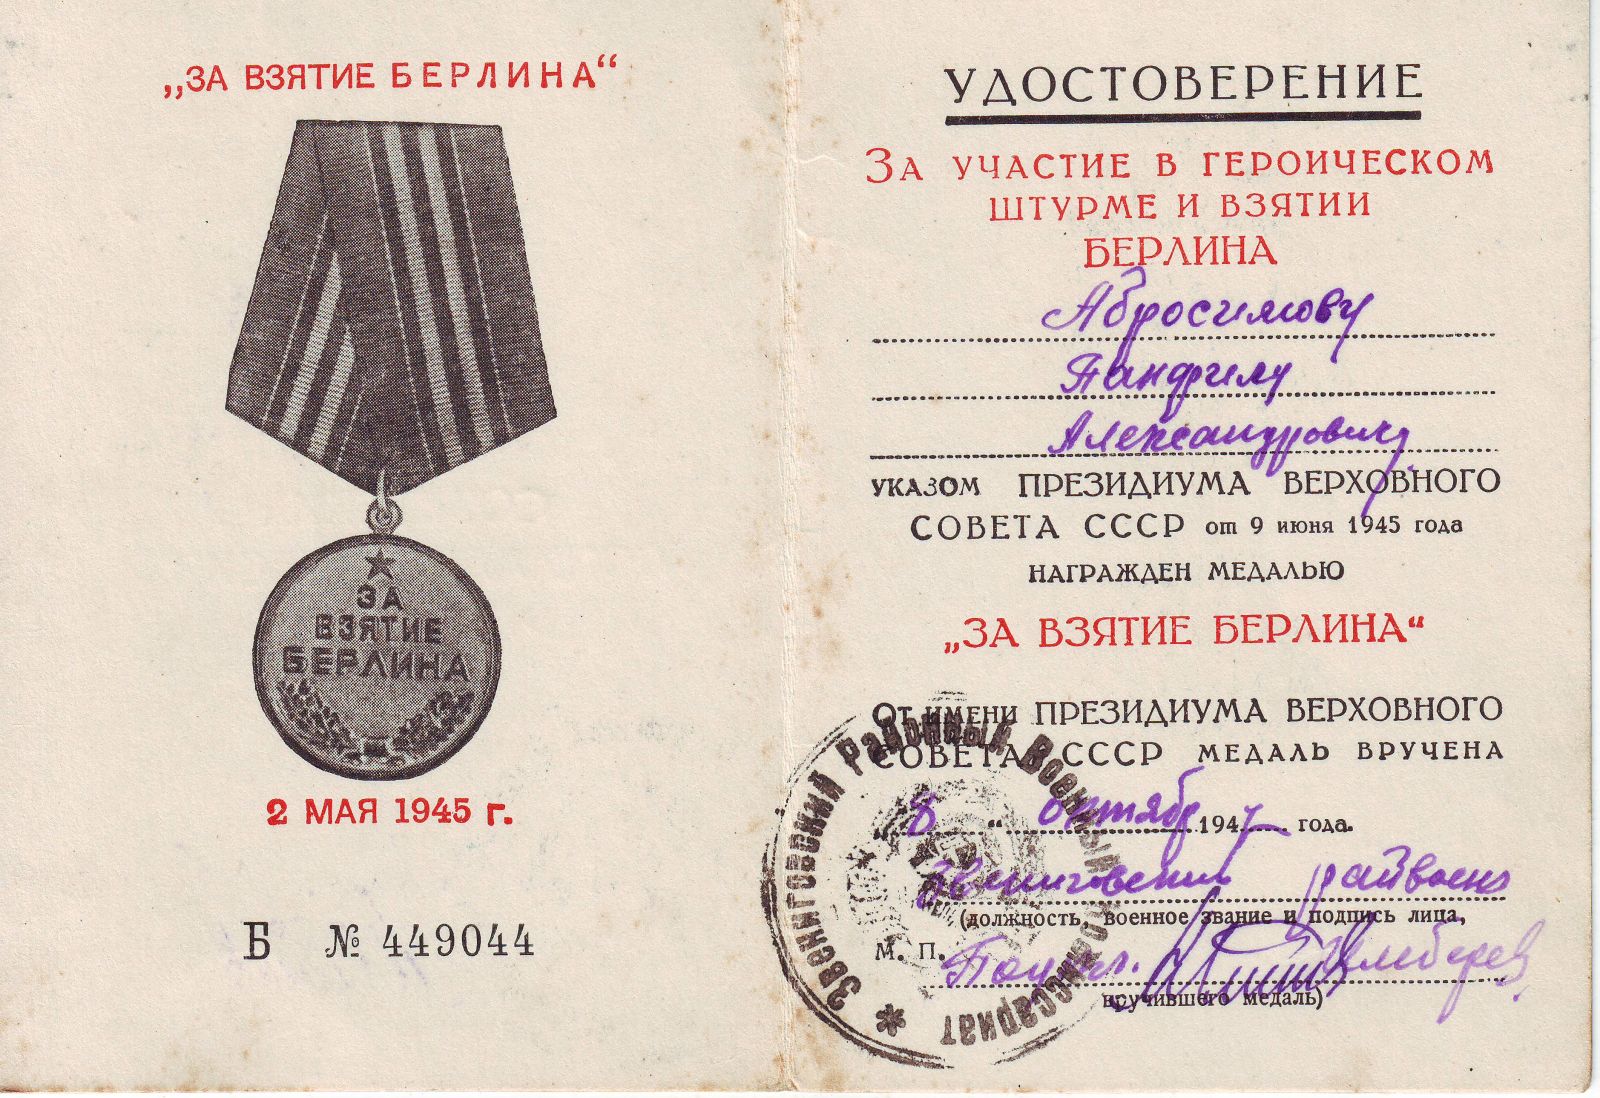 „ЗА ВЗЯТИЕ БЕРЛИНА“
ЗА
ВЗЯТИЕ
БЕРЛИНА
2 МАЯ 1945 г.
Б № 449044
УДОСТОВЕРЕНИЕ
ЗА УЧАСТИЕ В ГЕРОИЧЕСКОМ
ШТУРМЕ И ВЗЯТИИ
БЕРЛИНА
Абросимову
Панфилу
Александровичу
УКАЗОМ ПРЕЗИДИУМА ВЕРХОВНОГО
СОВЕТА СССР от 9 июня 1945 года
НАГРАЖДЕН МЕДАЛЬЮ
„ЗА ВЗЯТИЕ БЕРЛИНА“
ОТ ИМЕНИ ПРЕЗИДИУМА ВЕРХОВНОГО
СОВЕТА СССР МЕДАЛЬ ВРУЧЕНА
„8“ октябр 1947 года.
Звениговский райвоенк
(должность, военное звание и подпись лица,
М. П.
вручившего медаль)
Звениговский Районный Военный Комиссариат *